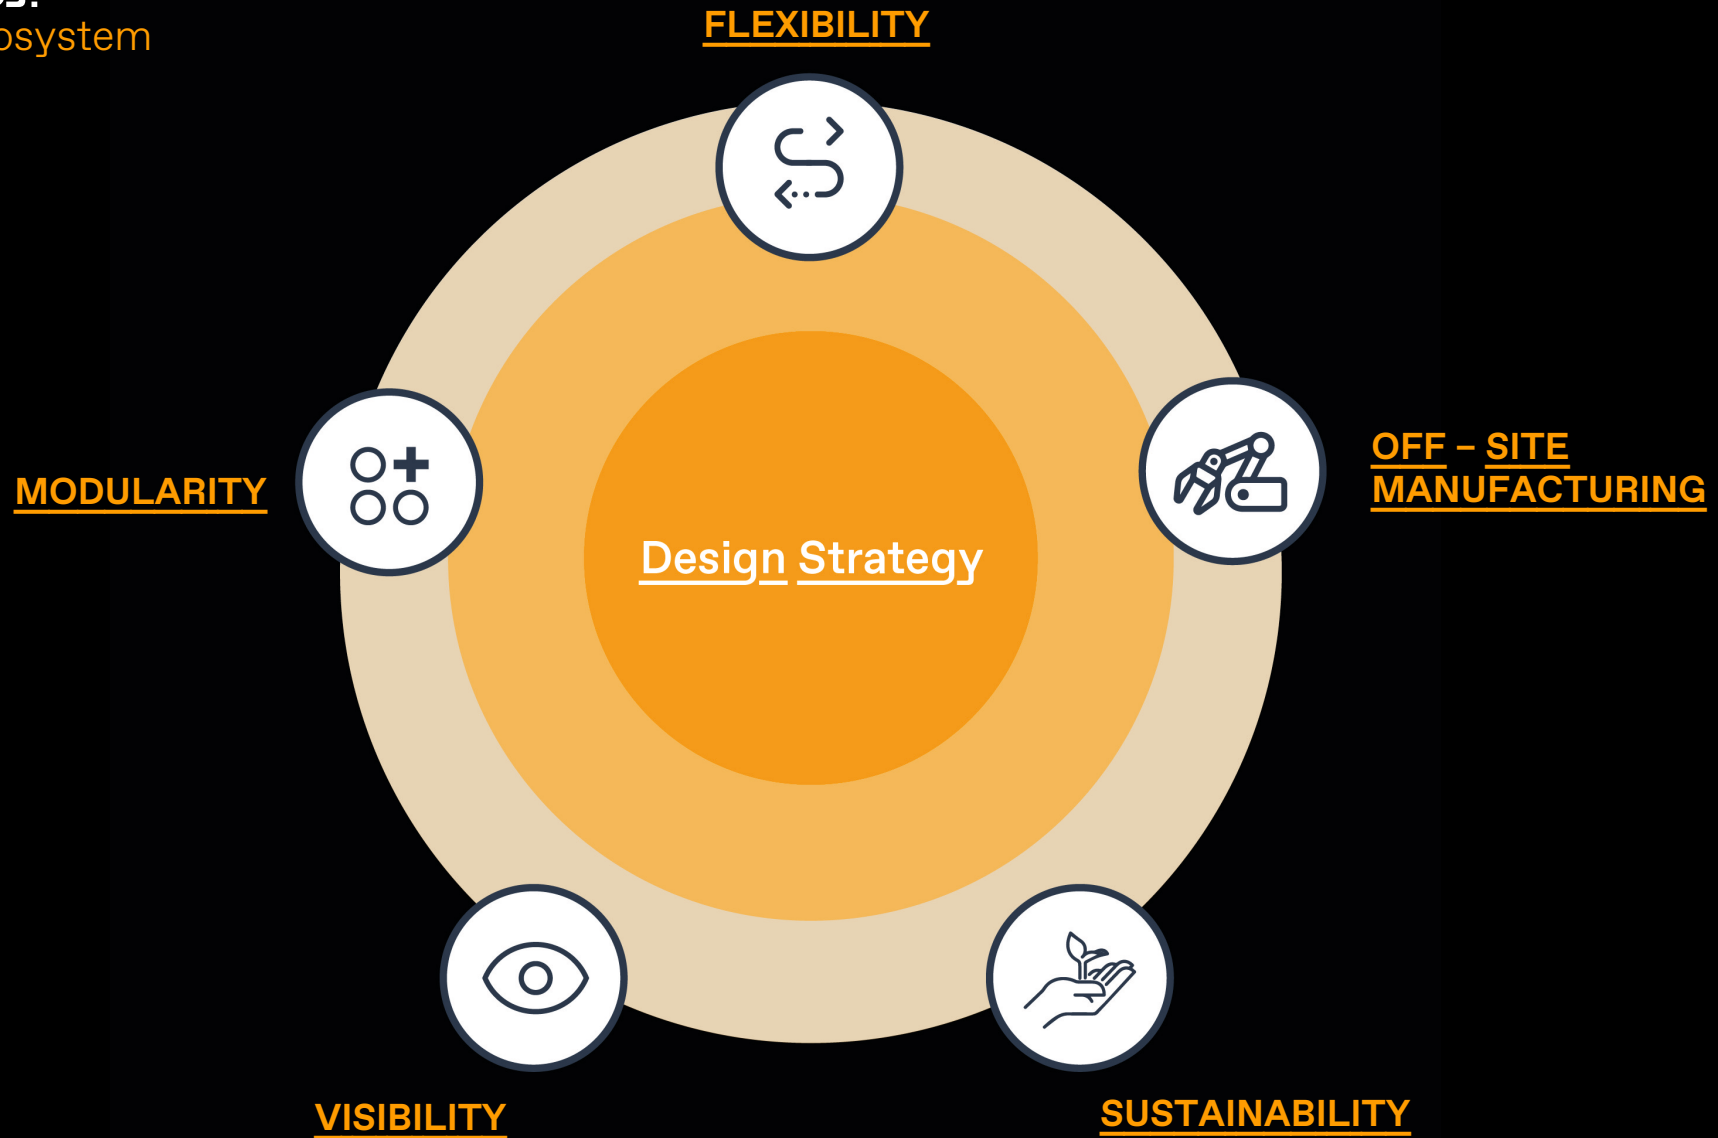 osystem
FLEXIBILITY
OFF – SITE
MANUFACTURING
MODULARITY
Design Strategy
VISIBILITY
SUSTAINABILITY